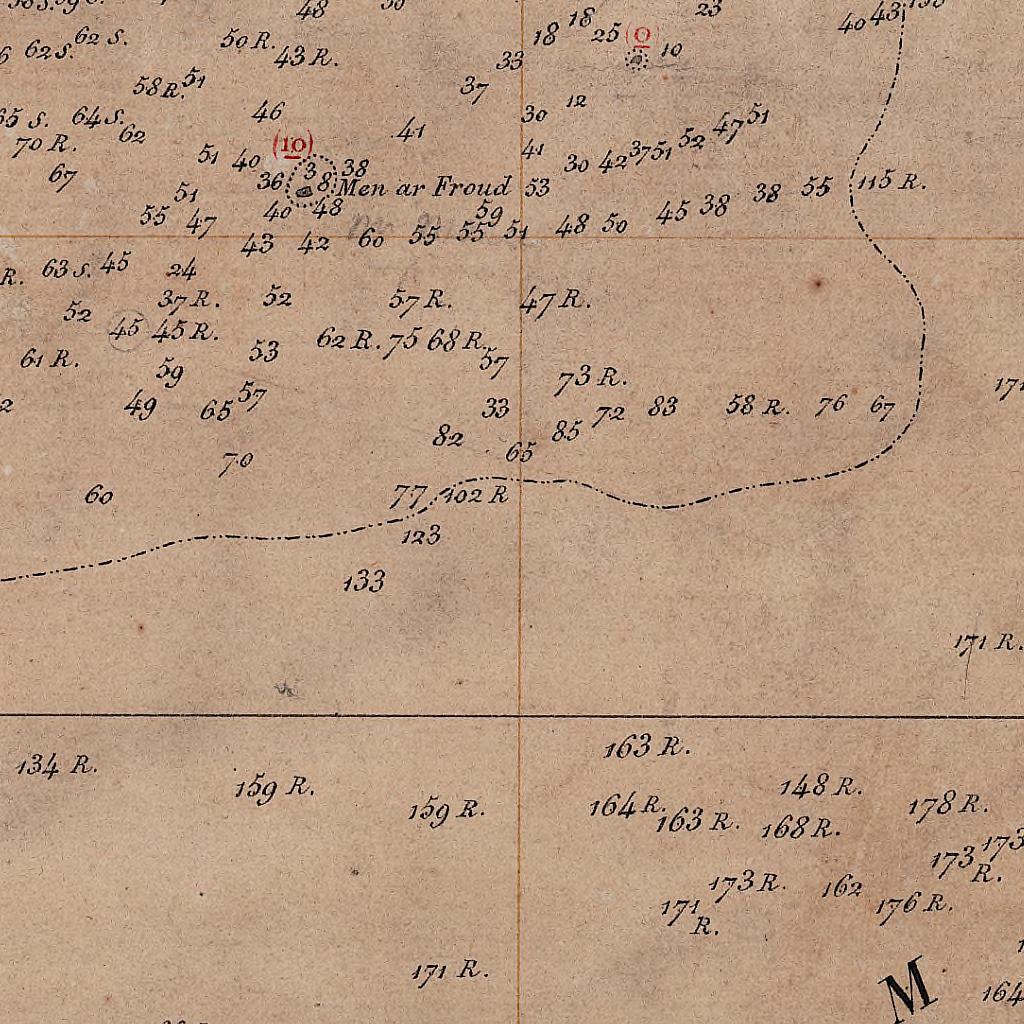 48
23
18
18
25 (0) 10
40 43
62 S.
62 S.
50 R.
43 R.
33
58 R. 51
37
12
46
30
64 S.
65 S.
62
41
47 51
70 R.
(10)
51 40
41
30 42 37 51 52
67
36 3 8 38
Men ar Froud
53
45 38 38 55 115 R.
51
55 47
40 48
59
48 50
43 42 60 55 55 51
R. 63 S. 45 24
37 R. 52 57 R. 47 R.
52
45 45 R.
62 R. 75 68 R.
61 R.
59
53
57
73 R.
171
49 65 57
33
72 83 58 R. 76 67
82 85
65
70
60
77 102 R
123
133
171 R.
163 R.
134 R.
159 R.
159 R.
164 R.
163 R.
148 R.
168 R.
178 R.
173
173 R.
173 R.
162
176 R.
171 R.
171 R.
M
164